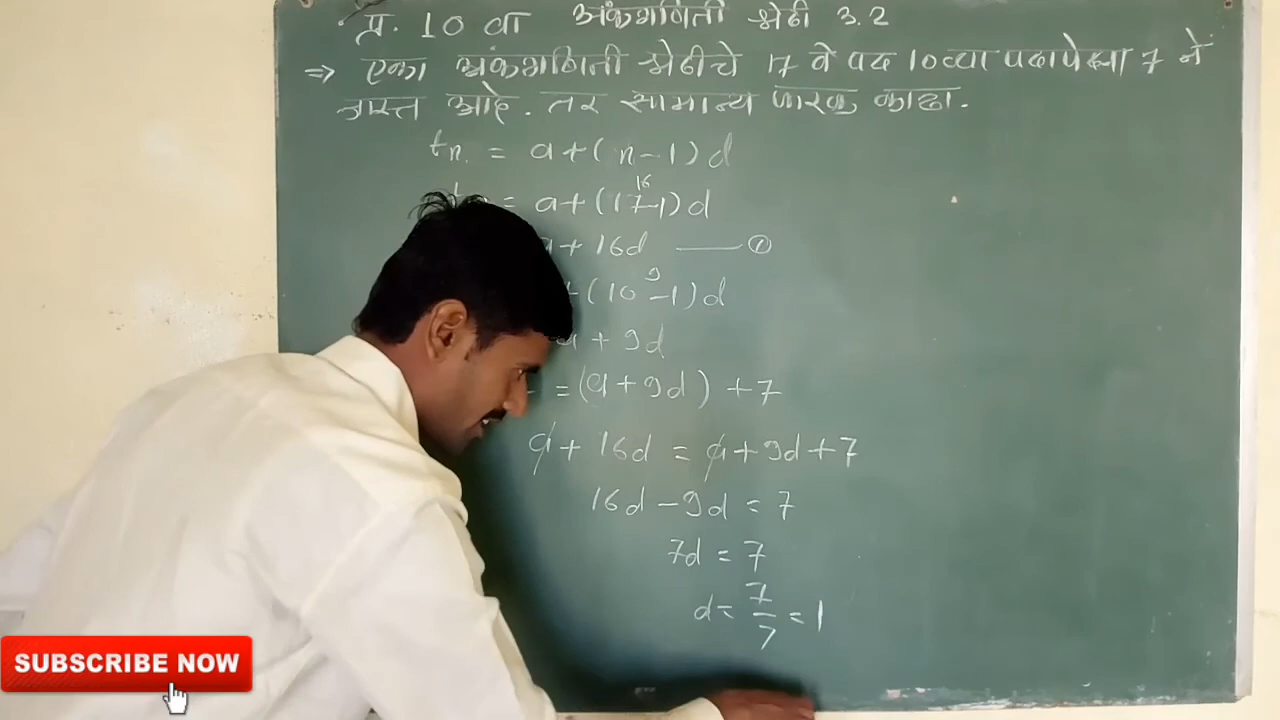 प्र. 10 वा अंकगणिती श्रेढी 3.2
⇒ एका अंकगणिती श्रेढीचे 17 वे पद 10 व्या पदापेक्षा 7 ने
जास्त आहे. तर सामान्य फरक काढा.
tn = a+(n-1)d
= a+(17-1)d 16
a + 16d —— ①
+(10-1)d 9
a + 9d
=(a+9d) +7
a + 16d = a+9d+7
16d - 9d = 7
7d = 7
d = 7/7 = 1
SUBSCRIBE NOW